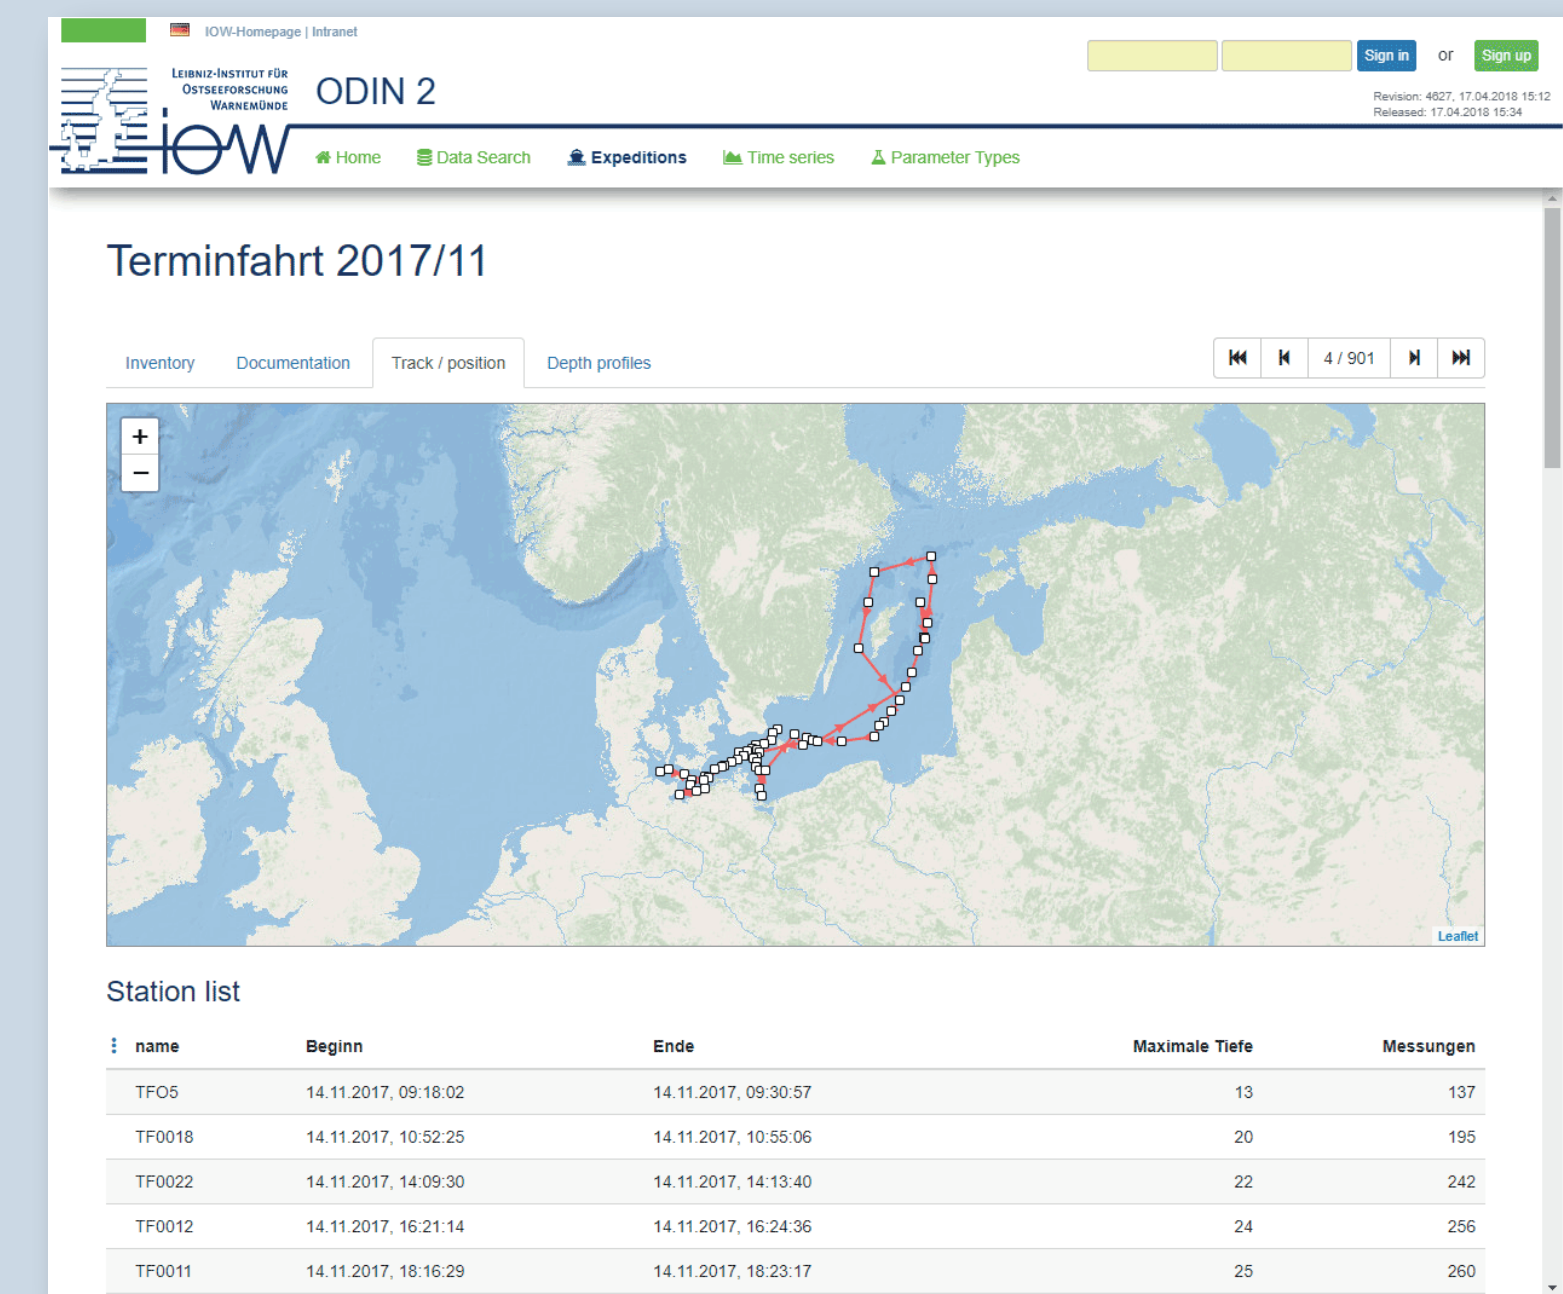 IOW-Homepage | Intranet
Sign in or Sign up
LEIBNIZ-INSTITUT FÜR
OSTSEEFORSCHUNG
WARNEMÜNDE
iOW
ODIN 2
Revision: 4627, 17.04.2018 15:12
Released: 17.04.2018 15:34
Home Data Search Expeditions Time series Parameter Types
Terminfahrt 2017/11
Inventory Documentation Track / position Depth profiles 4 / 901
+
−
Leaflet
Station list
name Beginn Ende Maximale Tiefe Messungen
TFO5 14.11.2017, 09:18:02 14.11.2017, 09:30:57 13 137
TF0018 14.11.2017, 10:52:25 14.11.2017, 10:55:06 20 195
TF0022 14.11.2017, 14:09:30 14.11.2017, 14:13:40 22 242
TF0012 14.11.2017, 16:21:14 14.11.2017, 16:24:36 24 256
TF0011 14.11.2017, 18:16:29 14.11.2017, 18:23:17 25 260